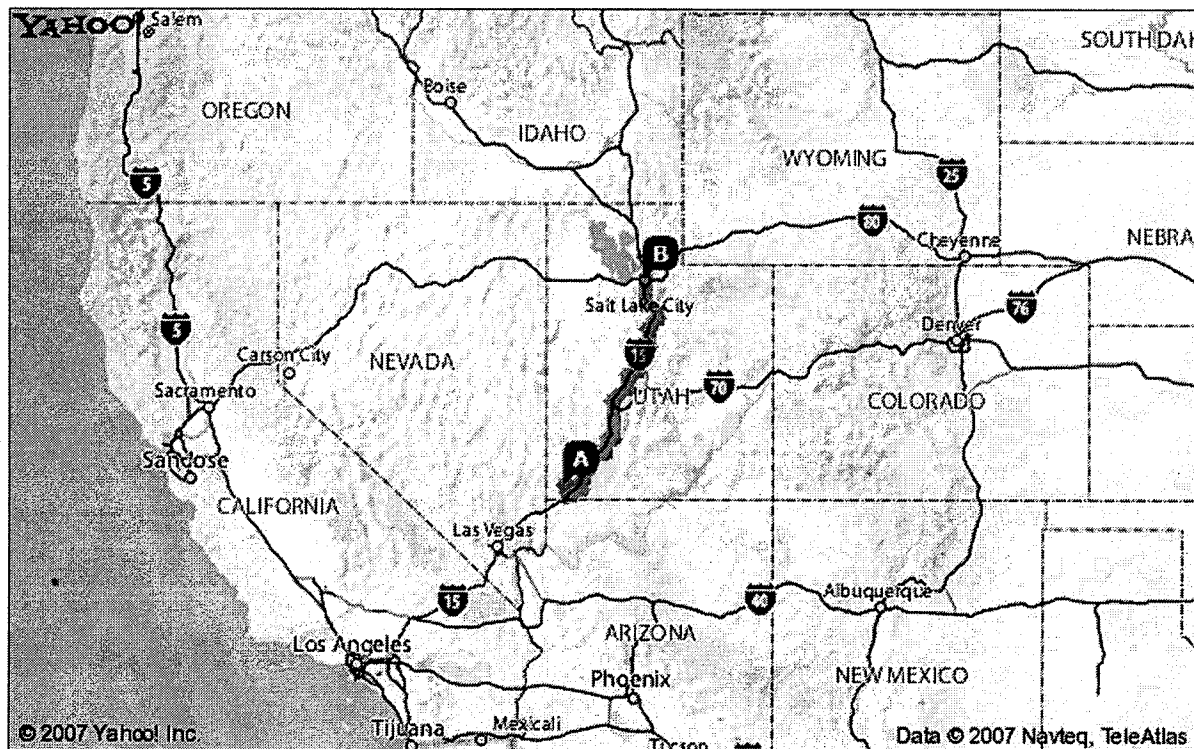 YAHOO!
Salem
SOUTH DAK
Boise
OREGON
IDAHO
WYOMING
5
25
80
B
Cheyenne
NEBRA
Salt Lake City
76
5
Denver
Carson City
NEVADA
15
70
UTAH
Sacramento
COLORADO
A
San Jose
CALIFORNIA
Las Vegas
15
40
Albuquerque
ARIZONA
Los Angeles
Phoenix
NEW MEXICO
Tijuana
Mexicali
Tucson
© 2007 Yahoo! Inc.
Data © 2007 Navteq, TeleAtlas